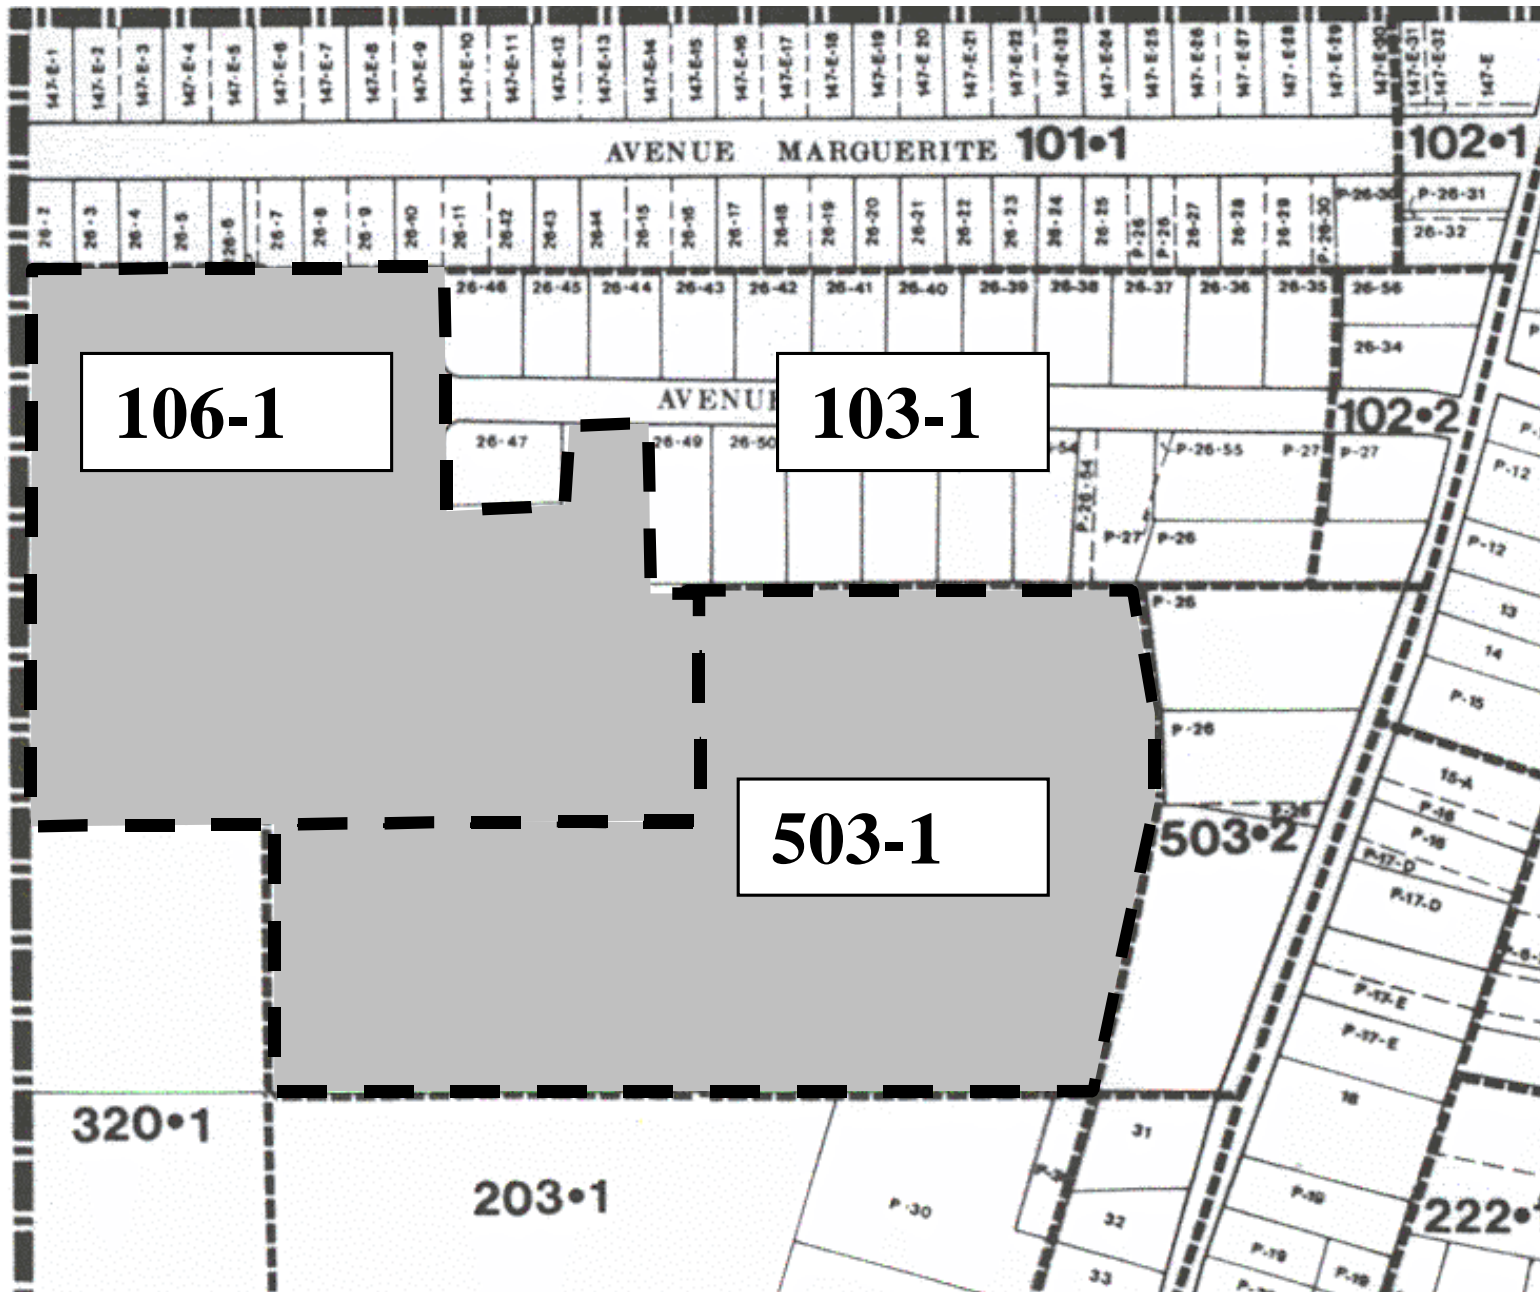 147-E-1 147-E-2 147-E-3 147-E-4 147-E-5 147-E-6 147-E-7 147-E-8 147-E-9 147-E-10 147-E-11 147-E-12 147-E-13 147-E-14 147-E-15 147-E-16 147-E-17 147-E-18 147-E-19 147-E 20 147-E-21 147-E-22 147-E-23 147-E-24 147-E-25 147-E-26 147-E-27 147-E-28 147-E-29 147-E-30 147-E-31 147-E-32 147-E
AVENUE MARGUERITE 101•1 102•1
26-2 26-3 26-4 26-5 26-6 26-7 26-8 26-9 26-10 26-11 26-12 26-13 26-14 26-15 26-16 26-17 26-18 26-19 26-20 26-21 26-22 26-23 26-24 26-25 P-26 P-26 26-27 26-28 26-29 P-26-30 P-26-30 P-26-31
26-32
26-46 26-45 26-44 26-43 26-42 26-41 26-40 26-39 26-38 26-37 26-36 26-35 26-56
26-34
106-1 AVENU 103-1 102•2
26-47 26-49 26-50 -54 P-26-54 P-26-55 P-27 P-27
P-12
P-27 P-26 P-12
P-26 13
14
P-15
P-26
15-A
P-26 P-16
503-1 503•2 P-16
P-17-D
P-17-D
P-17-E
P-17-E
18
320•1 31
203•1 P-30 P-19
32 222•
P-19 P-19
33